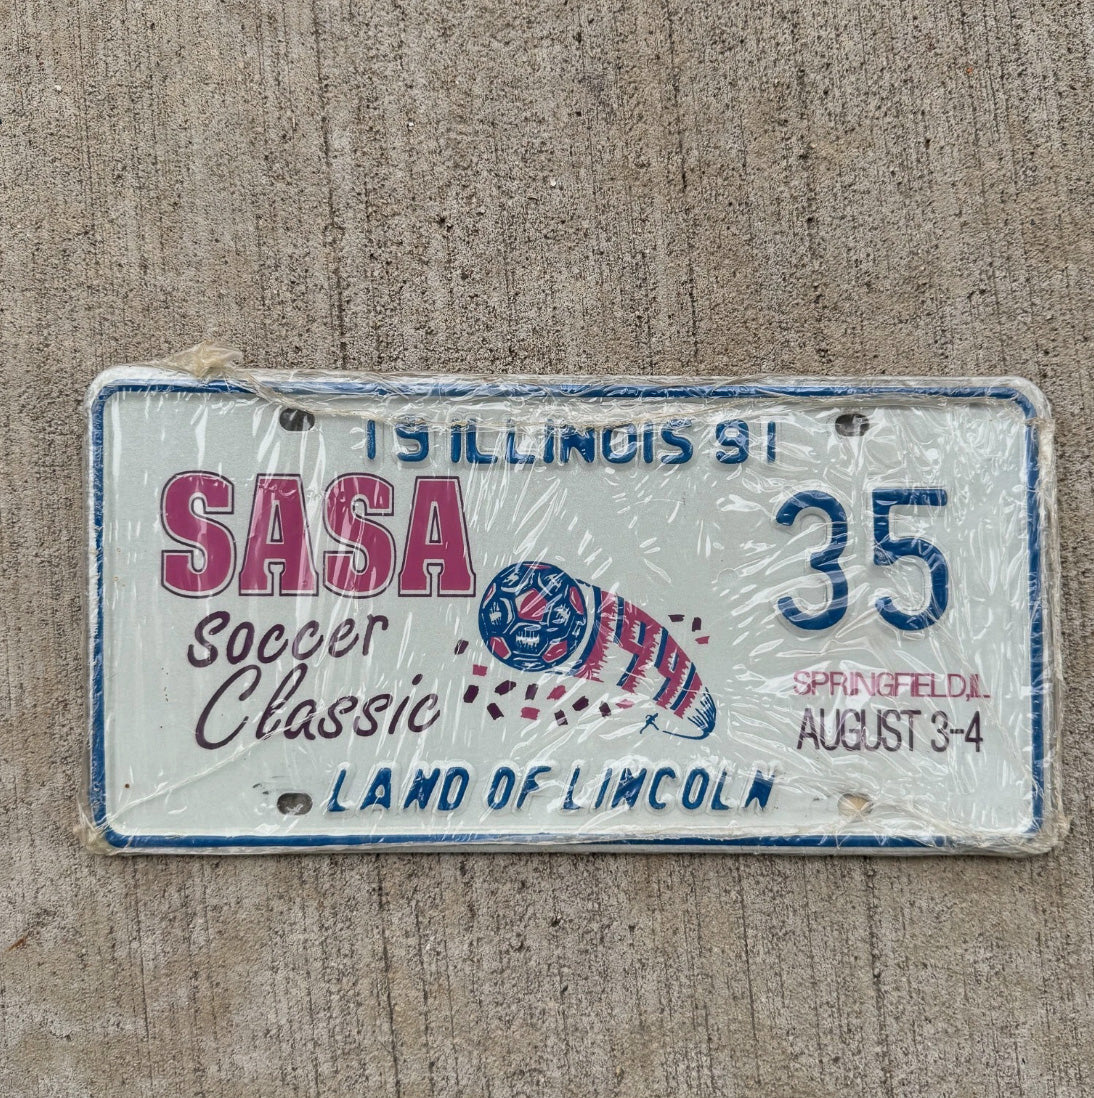 19 ILLINOIS 91
SASA
Soccer
Classic
1991
35
SPRINGFIELD, IL
AUGUST 3-4
LAND OF LINCOLN